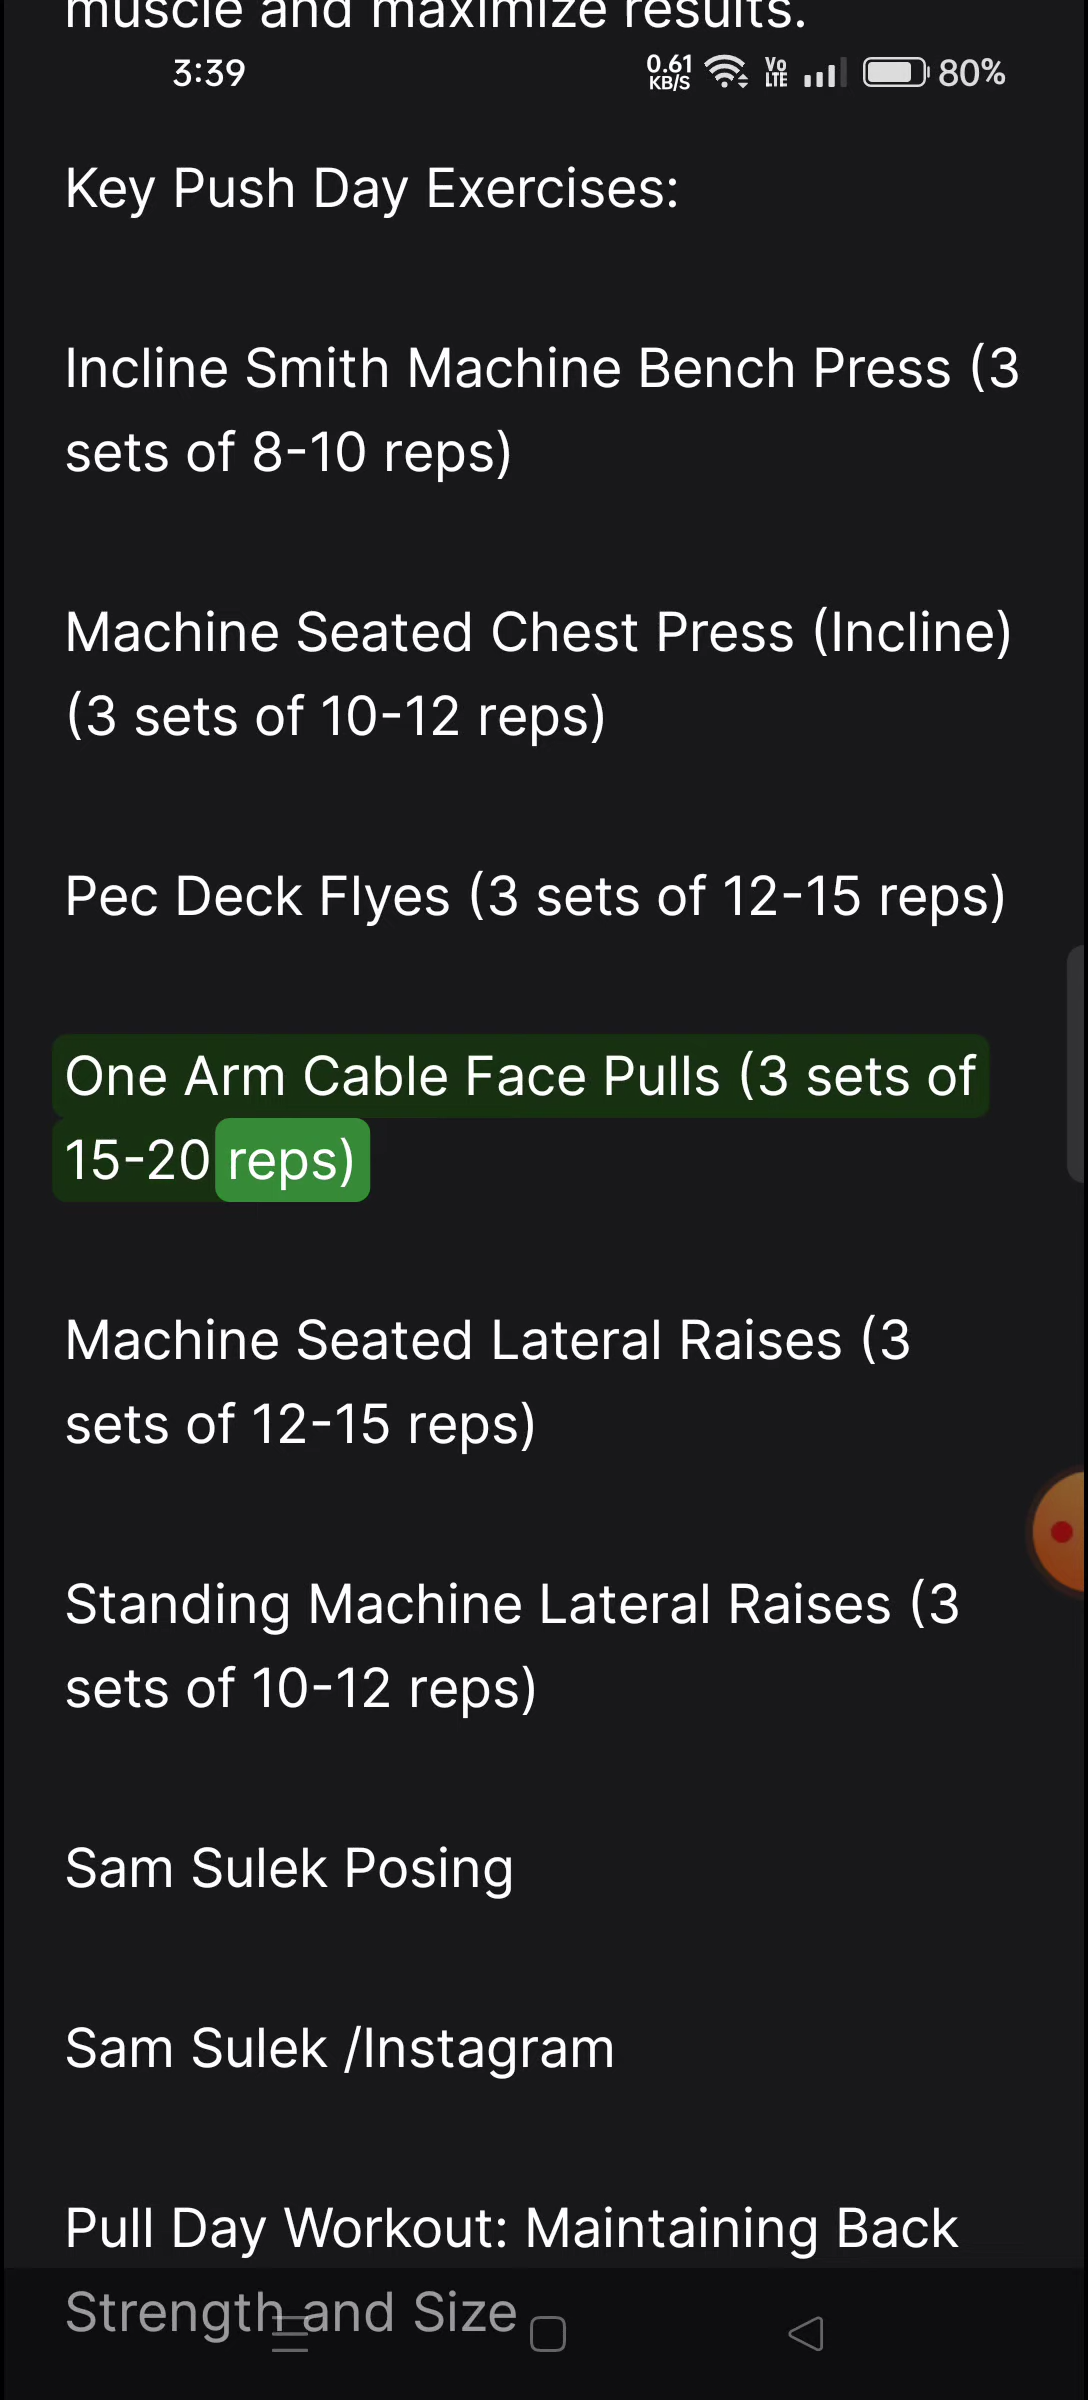 muscle and maximize results.
3:39
0.61
KB/S
Vo
LTE
80%
Key Push Day Exercises:
Incline Smith Machine Bench Press (3
sets of 8-10 reps)
Machine Seated Chest Press (Incline)
(3 sets of 10-12 reps)
Pec Deck Flyes (3 sets of 12-15 reps)
One Arm Cable Face Pulls (3 sets of
15-20 reps)
Machine Seated Lateral Raises (3
sets of 12-15 reps)
Standing Machine Lateral Raises (3
sets of 10-12 reps)
Sam Sulek Posing
Sam Sulek /Instagram
Pull Day Workout: Maintaining Back
Strength and Size